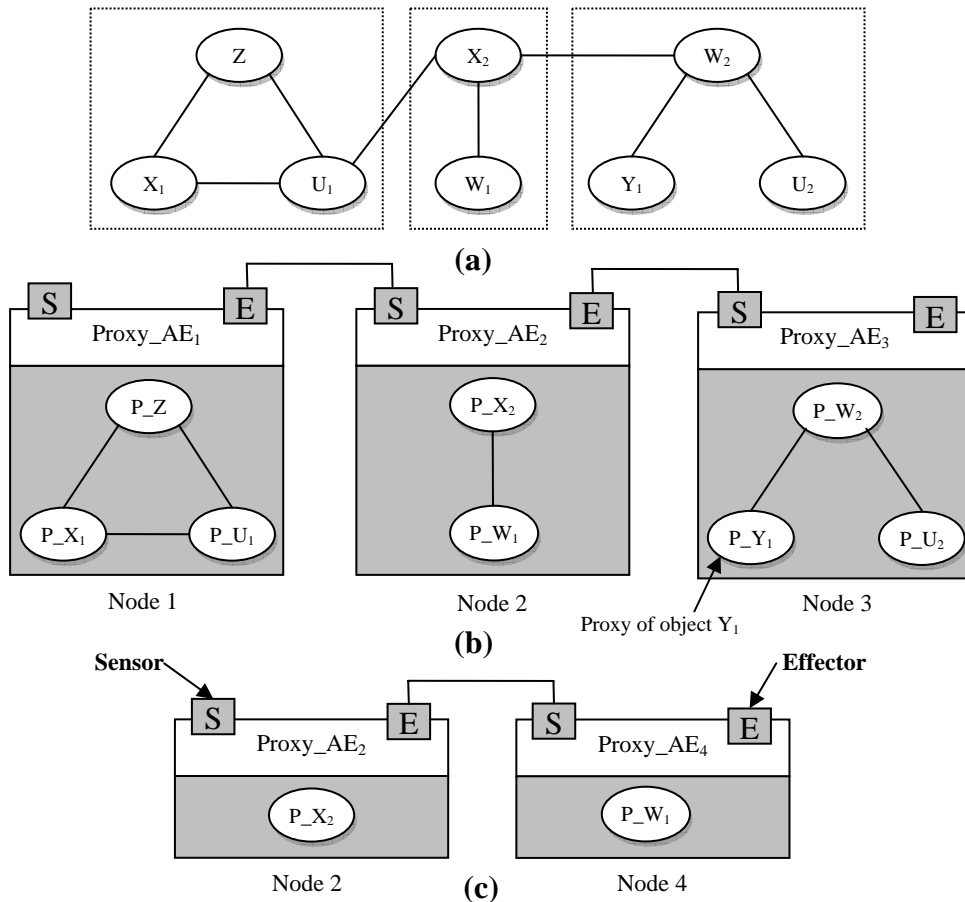 Z
X₂
W₂
X₁
U₁
W₁
Y₁
U₂
(a)
S
E
S
E
S
E
Proxy_AE₁
Proxy_AE₂
Proxy_AE₃
P_Z
P_X₂
P_W₂
P_X₁
P_U₁
P_W₁
P_Y₁
P_U₂
Node 1
Node 2
Node 3
Proxy of object Y₁
(b)
Sensor
Effector
S
E
S
E
Proxy_AE₂
Proxy_AE₄
P_X₂
P_W₁
Node 2
Node 4
(c)